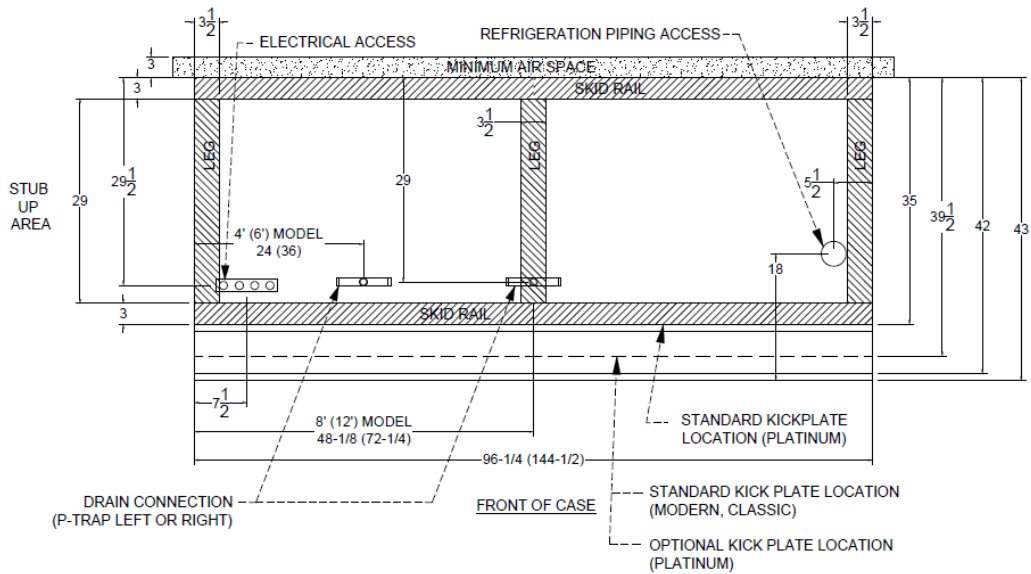 3 1/2
ELECTRICAL ACCESS
REFRIGERATION PIPING ACCESS
3 1/2
3
MINIMUM AIR SPACE
3
SKID RAIL
LEG
3 1/2
LEG
LEG
STUB
UP
AREA
29
29 1/2
29
5 1/2
35
39 1/2
42
43
4' (6') MODEL
24 (36)
18
3
SKID RAIL
7 1/2
8' (12') MODEL
48-1/8 (72-1/4)
STANDARD KICKPLATE
LOCATION (PLATINUM)
96-1/4 (144-1/2)
DRAIN CONNECTION
(P-TRAP LEFT OR RIGHT)
FRONT OF CASE
STANDARD KICK PLATE LOCATION
(MODERN, CLASSIC)
OPTIONAL KICK PLATE LOCATION
(PLATINUM)